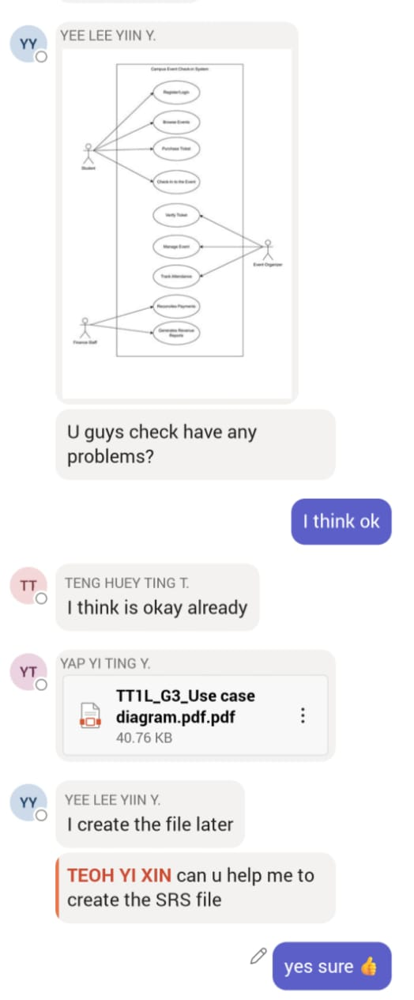 YY
YEE LEE YIIN Y.
Campus Event Check-in System
Register/Login
Browse Events
Purchase Ticket
Student
Check-in to the Event
Verify Ticket
Manage Event
Event Organizer
Track Attendance
Reconciles Payments
Finance Staff
Generates Revenue
Reports
U guys check have any
problems?
I think ok
TT
TENG HUEY TING T.
I think is okay already
YT
YAP YI TING Y.
TT1L_G3_Use case
diagram.pdf.pdf
40.76 KB
YY
YEE LEE YIIN Y.
I create the file later
TEOH YI XIN can u help me to
create the SRS file
yes sure 👍